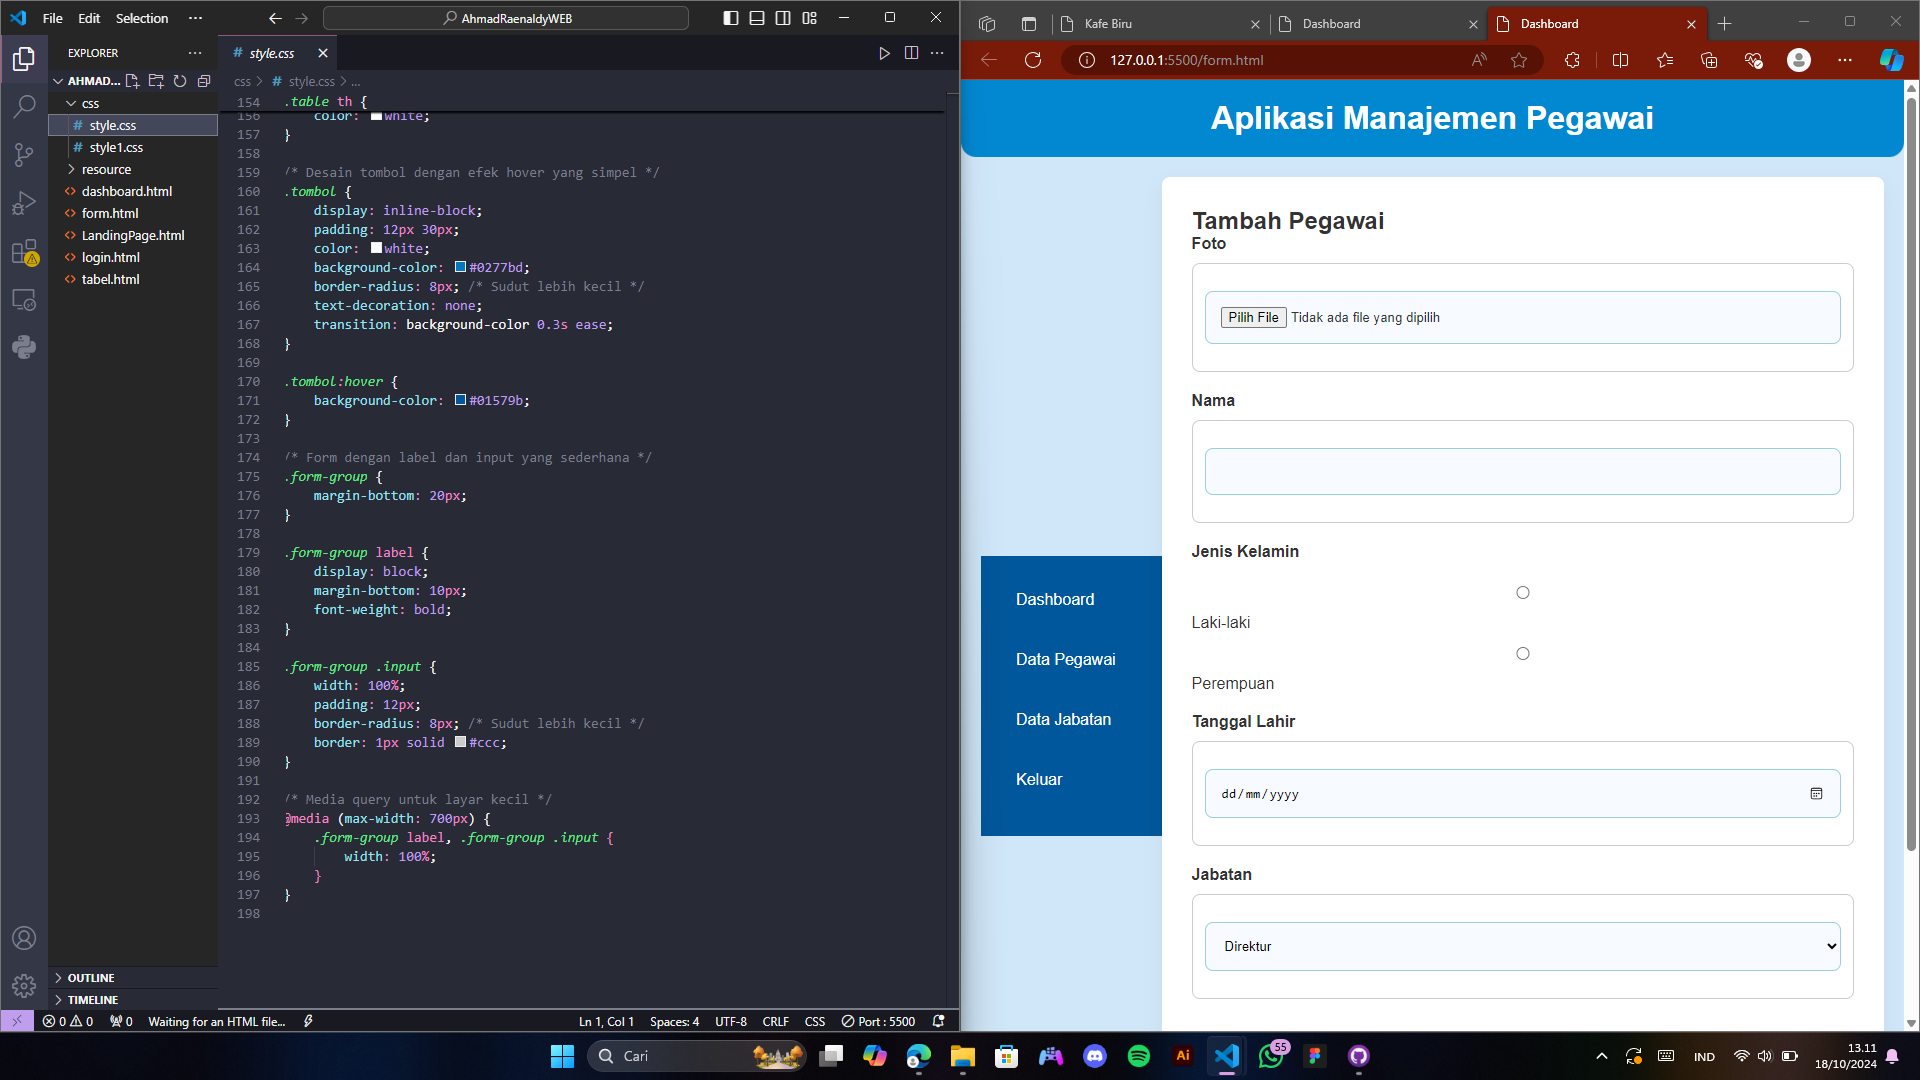 File Edit Selection ···
AhmadRaenaldyWEB
EXPLORER
AHMAD...
css
style.css
style1.css
resource
dashboard.html
form.html
LandingPage.html
login.html
tabel.html
OUTLINE
TIMELINE
# style.css
css > # style.css > ...
154 .table th {
156 color: white;
157 }
158
159 /* Desain tombol dengan efek hover yang simpel */
160 .tombol {
161 display: inline-block;
162 padding: 12px 30px;
163 color: white;
164 background-color: #0277bd;
165 border-radius: 8px; /* Sudut lebih kecil */
166 text-decoration: none;
167 transition: background-color 0.3s ease;
168 }
169
170 .tombol:hover {
171 background-color: #01579b;
172 }
173
174 /* Form dengan label dan input yang sederhana */
175 .form-group {
176 margin-bottom: 20px;
177 }
178
179 .form-group label {
180 display: block;
181 margin-bottom: 10px;
182 font-weight: bold;
183 }
184
185 .form-group .input {
186 width: 100%;
187 padding: 12px;
188 border-radius: 8px; /* Sudut lebih kecil */
189 border: 1px solid #ccc;
190 }
191
192 /* Media query untuk layar kecil */
193 @media (max-width: 700px) {
194 .form-group label, .form-group .input {
195 width: 100%;
196 }
197 }
198
0 0 0 Waiting for an HTML file... Ln 1, Col 1 Spaces: 4 UTF-8 CRLF CSS Port : 5500
Kafe Biru
Dashboard
Dashboard
127.0.0.1:5500/form.html
Aplikasi Manajemen Pegawai
Dashboard
Data Pegawai
Data Jabatan
Keluar
Tambah Pegawai
Foto
Pilih File Tidak ada file yang dipilih
Nama
Jenis Kelamin
Laki-laki
Perempuan
Tanggal Lahir
dd/mm/yyyy
Jabatan
Direktur
Cari
Ai
55
IND
13.11
18/10/2024